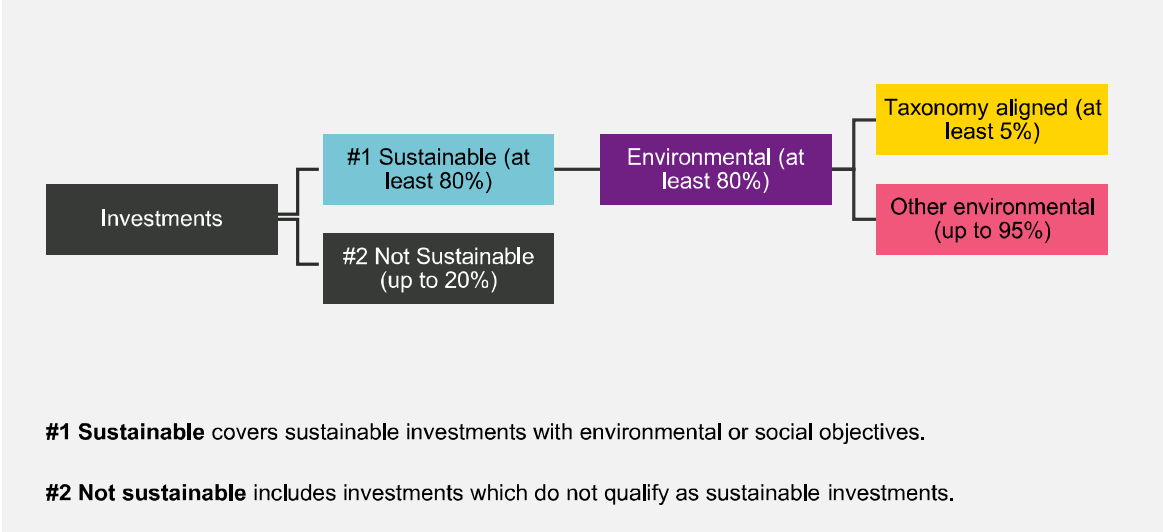 Taxonomy aligned (at
least 5%)
#1 Sustainable (at
least 80%)
Environmental (at
least 80%)
Investments
Other environmental
(up to 95%)
#2 Not Sustainable
(up to 20%)
#1 Sustainable covers sustainable investments with environmental or social objectives.
#2 Not sustainable includes investments which do not qualify as sustainable investments.